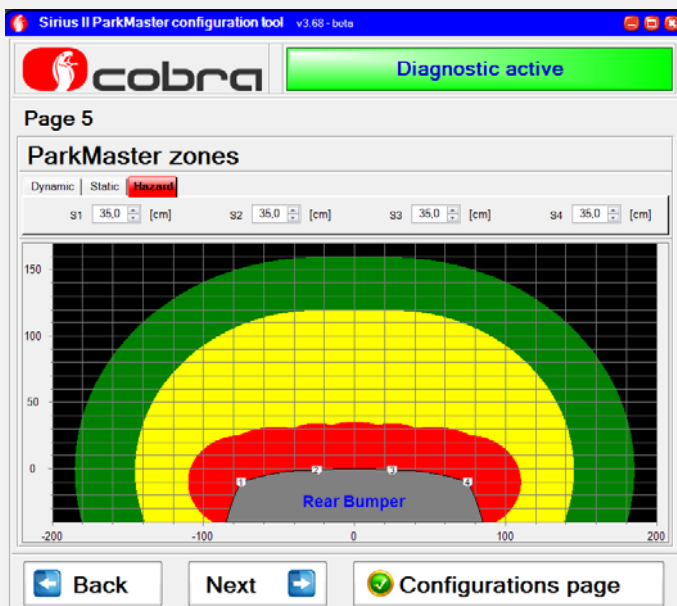 Sirius II ParkMaster configuration tool v3.68 - beta
cobra
Diagnostic active
Page 5
ParkMaster zones
Dynamic Static Hazard
S1 35,0 [cm] S2 35,0 [cm] S3 35,0 [cm] S4 35,0 [cm]
150
100
50
0
1 2 3 4
Rear Bumper
-200 -100 0 100 200
Back Next Configurations page